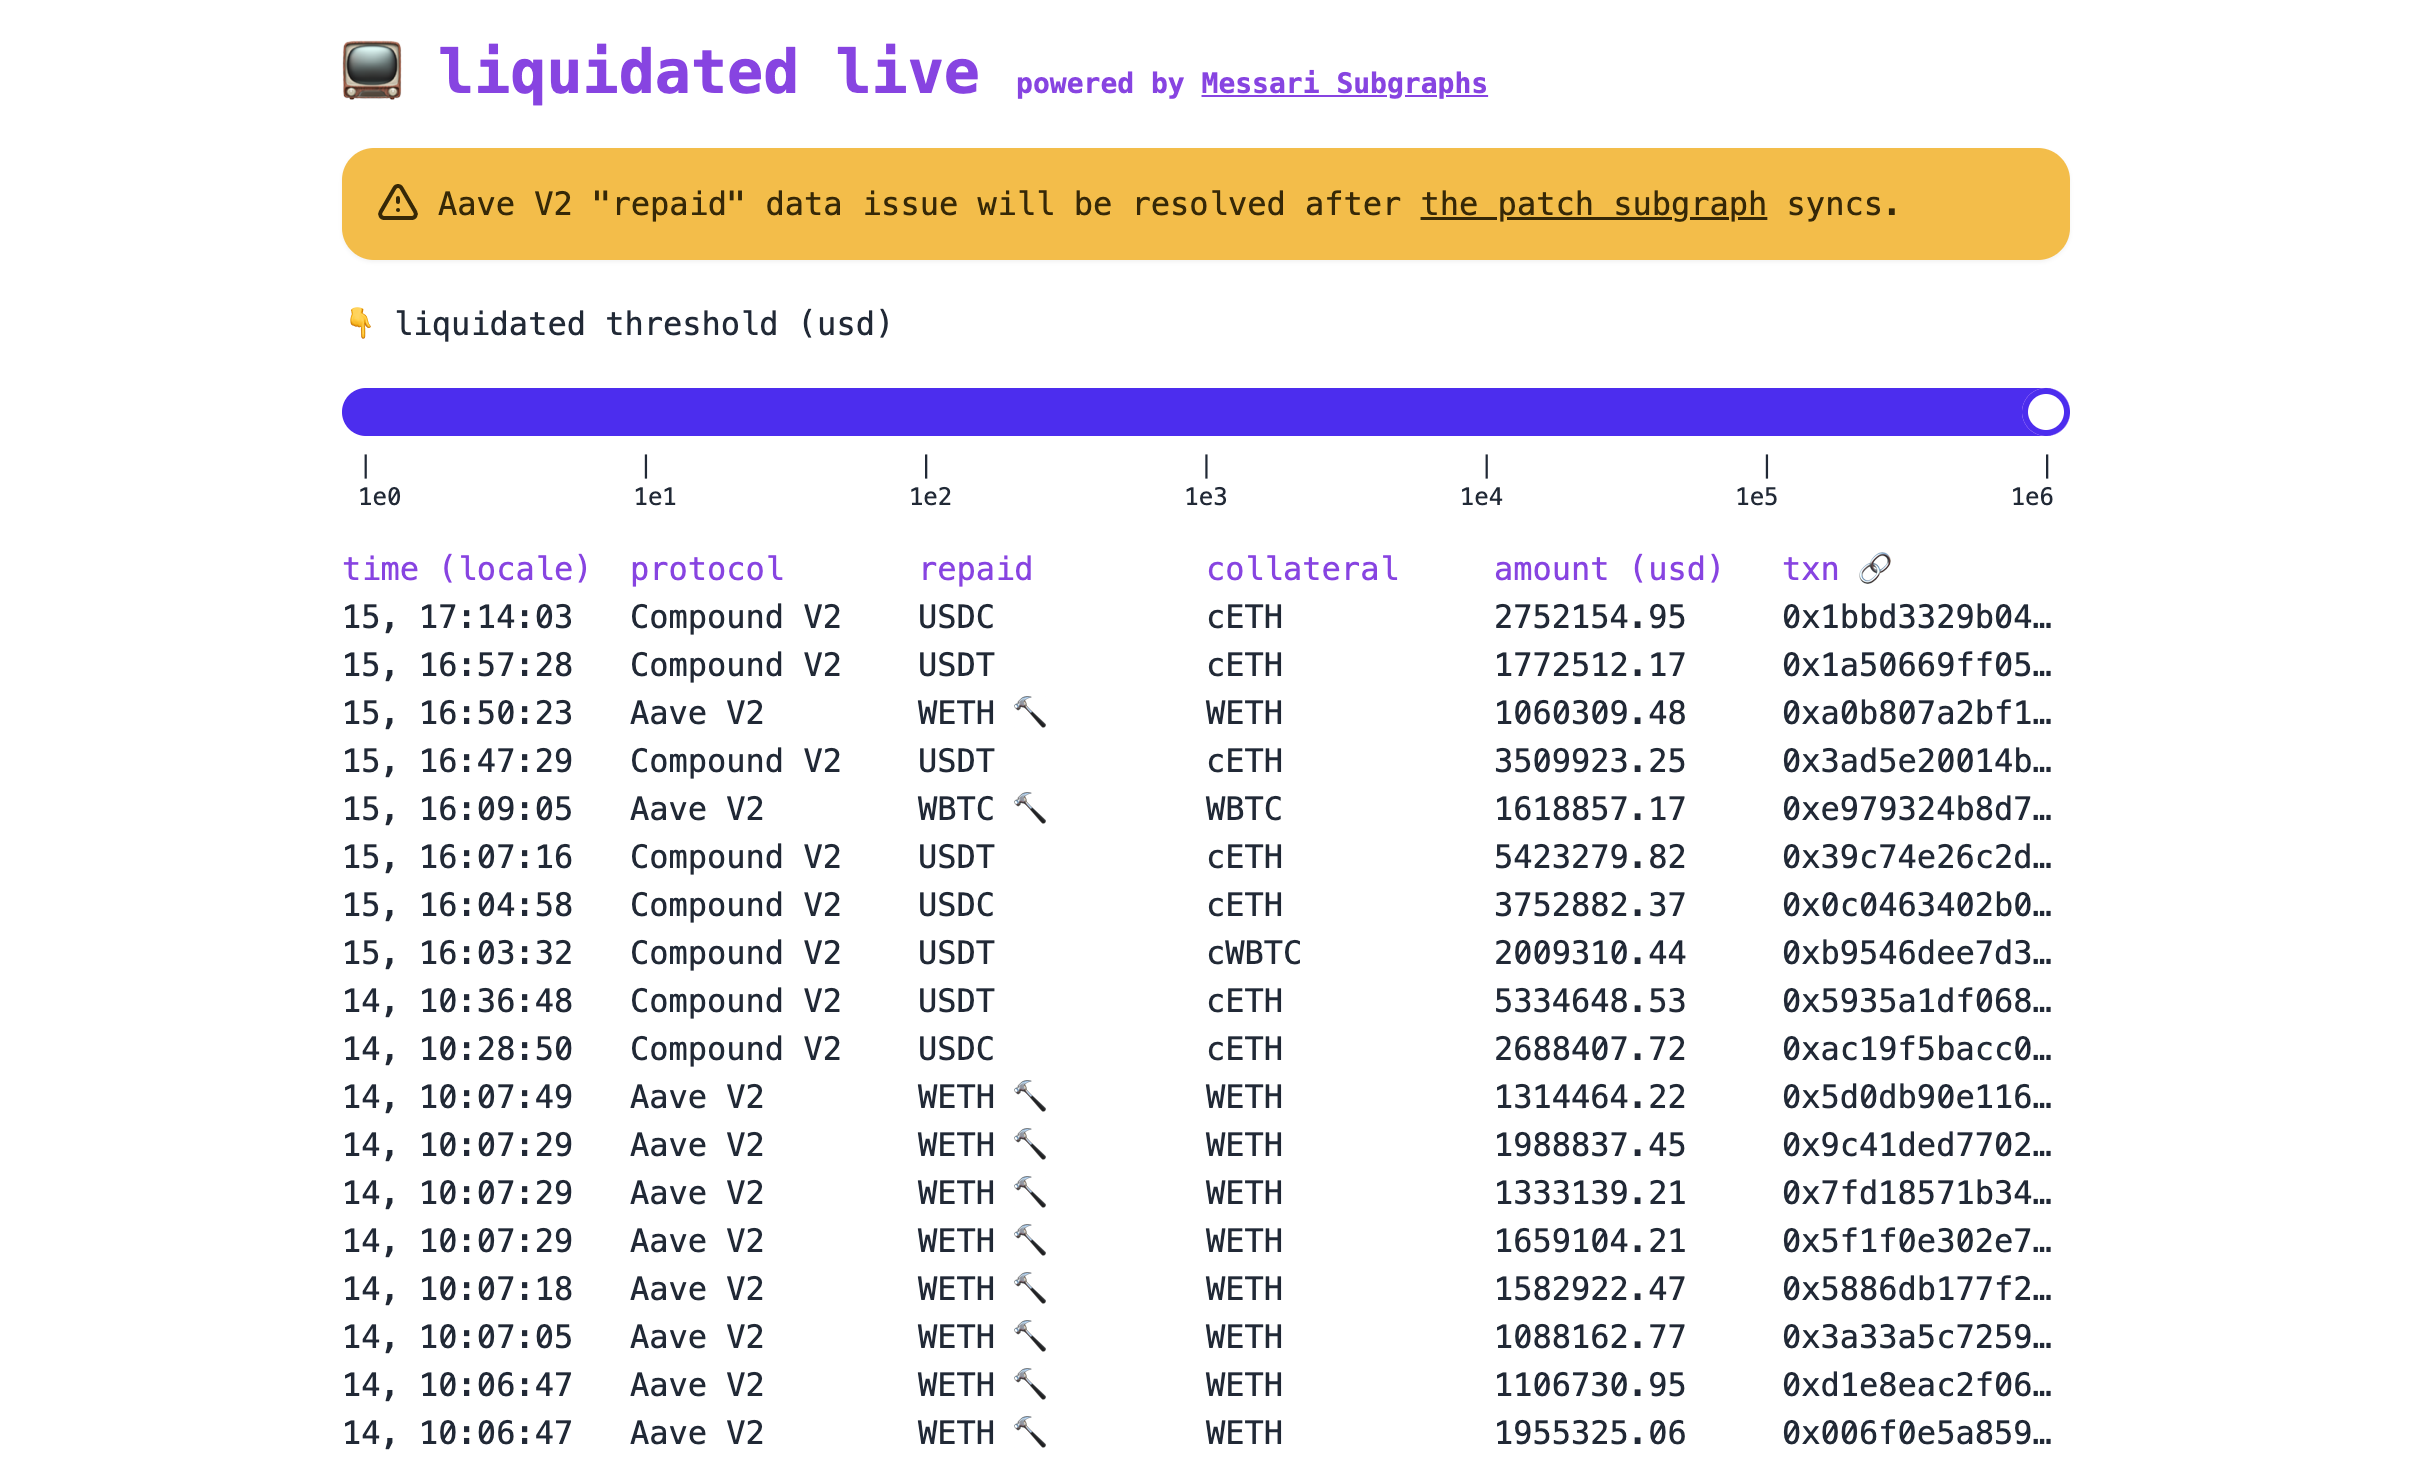 liquidated live powered by Messari Subgraphs
Aave V2 "repaid" data issue will be resolved after the patch subgraph syncs.
👇 liquidated threshold (usd)
| | | | | | |
1e0 1e1 1e2 1e3 1e4 1e5 1e6
time (locale) protocol repaid collateral amount (usd) txn 🔗
15, 17:14:03 Compound V2 USDC cETH 2752154.95 0x1bbd3329b04…
15, 16:57:28 Compound V2 USDT cETH 1772512.17 0x1a50669ff05…
15, 16:50:23 Aave V2 WETH 🔨 WETH 1060309.48 0xa0b807a2bf1…
15, 16:47:29 Compound V2 USDT cETH 3509923.25 0x3ad5e20014b…
15, 16:09:05 Aave V2 WBTC 🔨 WBTC 1618857.17 0xe979324b8d7…
15, 16:07:16 Compound V2 USDT cETH 5423279.82 0x39c74e26c2d…
15, 16:04:58 Compound V2 USDC cETH 3752882.37 0x0c0463402b0…
15, 16:03:32 Compound V2 USDT cWBTC 2009310.44 0xb9546dee7d3…
14, 10:36:48 Compound V2 USDT cETH 5334648.53 0x5935a1df068…
14, 10:28:50 Compound V2 USDC cETH 2688407.72 0xac19f5bacc0…
14, 10:07:49 Aave V2 WETH 🔨 WETH 1314464.22 0x5d0db90e116…
14, 10:07:29 Aave V2 WETH 🔨 WETH 1988837.45 0x9c41ded7702…
14, 10:07:29 Aave V2 WETH 🔨 WETH 1333139.21 0x7fd18571b34…
14, 10:07:29 Aave V2 WETH 🔨 WETH 1659104.21 0x5f1f0e302e7…
14, 10:07:18 Aave V2 WETH 🔨 WETH 1582922.47 0x5886db177f2…
14, 10:07:05 Aave V2 WETH 🔨 WETH 1088162.77 0x3a33a5c7259…
14, 10:06:47 Aave V2 WETH 🔨 WETH 1106730.95 0xd1e8eac2f06…
14, 10:06:47 Aave V2 WETH 🔨 WETH 1955325.06 0x006f0e5a859…